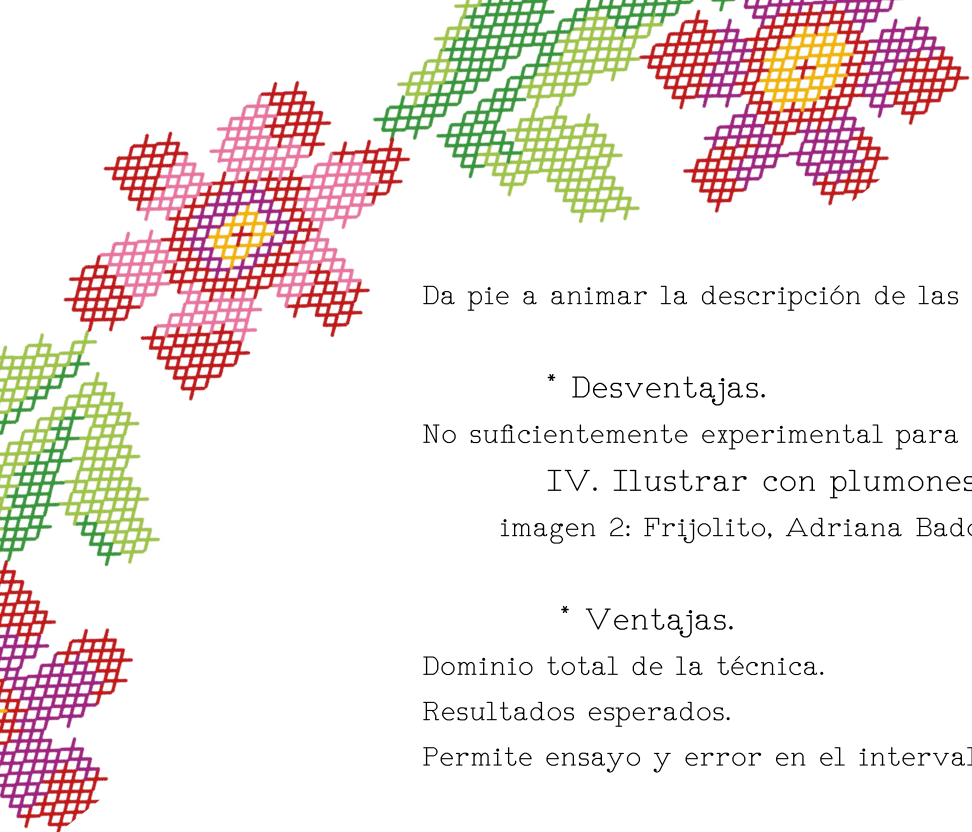 Da pie a animar la descripción de las
* Desventajas.
No suficientemente experimental para
IV. Ilustrar con plumones
imagen 2: Frijolito, Adriana
* Ventajas.
Dominio total de la técnica.
Resultados esperados.
Permite ensayo y error en el